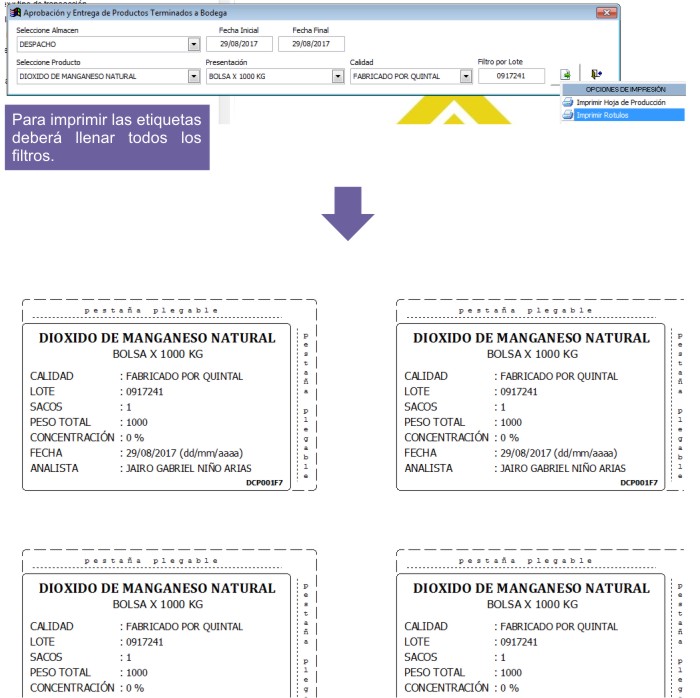 Aprobación y Entrega de Productos Terminados a Bodega
Seleccione Almacen Fecha Inicial Fecha Final
DESPACHO 29/08/2017 29/08/2017
Seleccione Producto Presentación Calidad Filtro por Lote
DIOXIDO DE MANGANESO NATURAL BOLSA X 1000 KG FABRICADO POR QUINTAL 0917241
OPCIONES DE IMPRESIÓN
Imprimir Hoja de Producción
Imprimir Rotulos
Para imprimir las etiquetas
deberá llenar todos los
filtros.
pestaña plegable
DIOXIDO DE MANGANESO NATURAL
BOLSA X 1000 KG
CALIDAD : FABRICADO POR QUINTAL
LOTE : 0917241
SACOS : 1
PESO TOTAL : 1000
CONCENTRACIÓN : 0 %
FECHA : 29/08/2017 (dd/mm/aaaa)
ANALISTA : JAIRO GABRIEL NIÑO ARIAS
DCP001F7
pestaña plegable
pestaña plegable
DIOXIDO DE MANGANESO NATURAL
BOLSA X 1000 KG
CALIDAD : FABRICADO POR QUINTAL
LOTE : 0917241
SACOS : 1
PESO TOTAL : 1000
CONCENTRACIÓN : 0 %
FECHA : 29/08/2017 (dd/mm/aaaa)
ANALISTA : JAIRO GABRIEL NIÑO ARIAS
DCP001F7
pestaña plegable
pestaña plegable
DIOXIDO DE MANGANESO NATURAL
BOLSA X 1000 KG
CALIDAD : FABRICADO POR QUINTAL
LOTE : 0917241
SACOS : 1
PESO TOTAL : 1000
CONCENTRACIÓN : 0 %
pestaña pleg
pestaña plegable
DIOXIDO DE MANGANESO NATURAL
BOLSA X 1000 KG
CALIDAD : FABRICADO POR QUINTAL
LOTE : 0917241
SACOS : 1
PESO TOTAL : 1000
CONCENTRACIÓN : 0 %
pestaña pleg